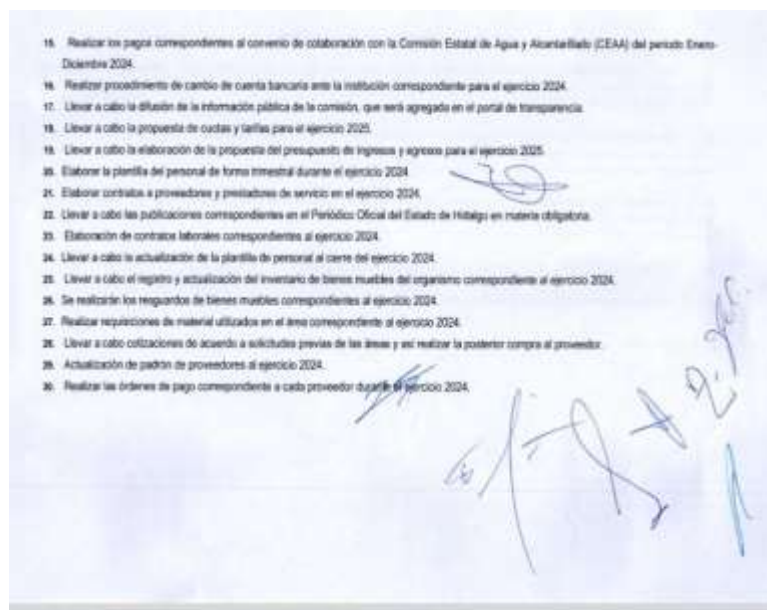 15. Realizar los pagos correspondientes al convenio de colaboración con la Comisión Estatal de Agua y Alcantarillado (CEAA) del periodo Enero-
Diciembre 2024.
16. Realizar procedimiento de cambio de cuenta bancaria ante la institución correspondiente para el ejercicio 2024.
17. Llevar a cabo la difusión de la información pública de la comisión, que será agregada en el portal de transparencia.
18. Llevar a cabo la propuesta de cuotas y tarifas para el ejercicio 2025.
19. Llevar a cabo la elaboración de la propuesta del presupuesto de ingresos y egresos para el ejercicio 2025.
20. Elaborar la plantilla del personal de forma trimestral durante el ejercicio 2024.
21. Elaborar contratos a proveedores y prestadores de servicio en el ejercicio 2024.
22. Llevar a cabo las publicaciones correspondientes en el Periódico Oficial del Estado de Hidalgo en materia obligatoria.
23. Elaboración de contratos laborales correspondientes al ejercicio 2024.
24. Llevar a cabo la actualización de la plantilla de personal al cierre del ejercicio 2024.
25. Llevar a cabo el registro y actualización del inventario de bienes muebles del organismo correspondiente al ejercicio 2024.
26. Se realizarán los resguardos de bienes muebles correspondientes al ejercicio 2024.
27. Realizar requisiciones de material utilizados en el área correspondiente al ejercicio 2024.
28. Llevar a cabo cotizaciones de acuerdo a solicitudes previas de las áreas y así realizar la posterior compra al proveedor.
29. Actualización de padrón de proveedores al ejercicio 2024.
30. Realizar las órdenes de pago correspondiente a cada proveedor durante el ejercicio 2024.